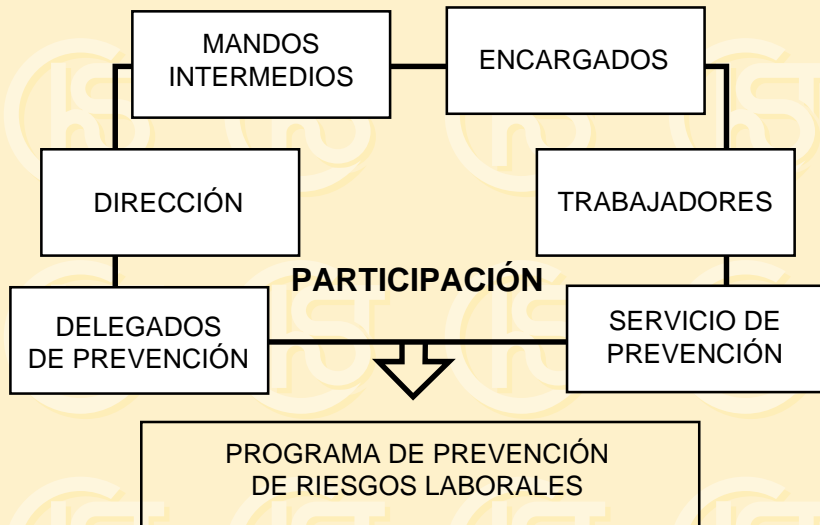 MANDOS
INTERMEDIOS
ENCARGADOS
DIRECCIÓN
TRABAJADORES
PARTICIPACIÓN
DELEGADOS
DE PREVENCIÓN
SERVICIO DE
PREVENCIÓN
PROGRAMA DE PREVENCIÓN
DE RIESGOS LABORALES